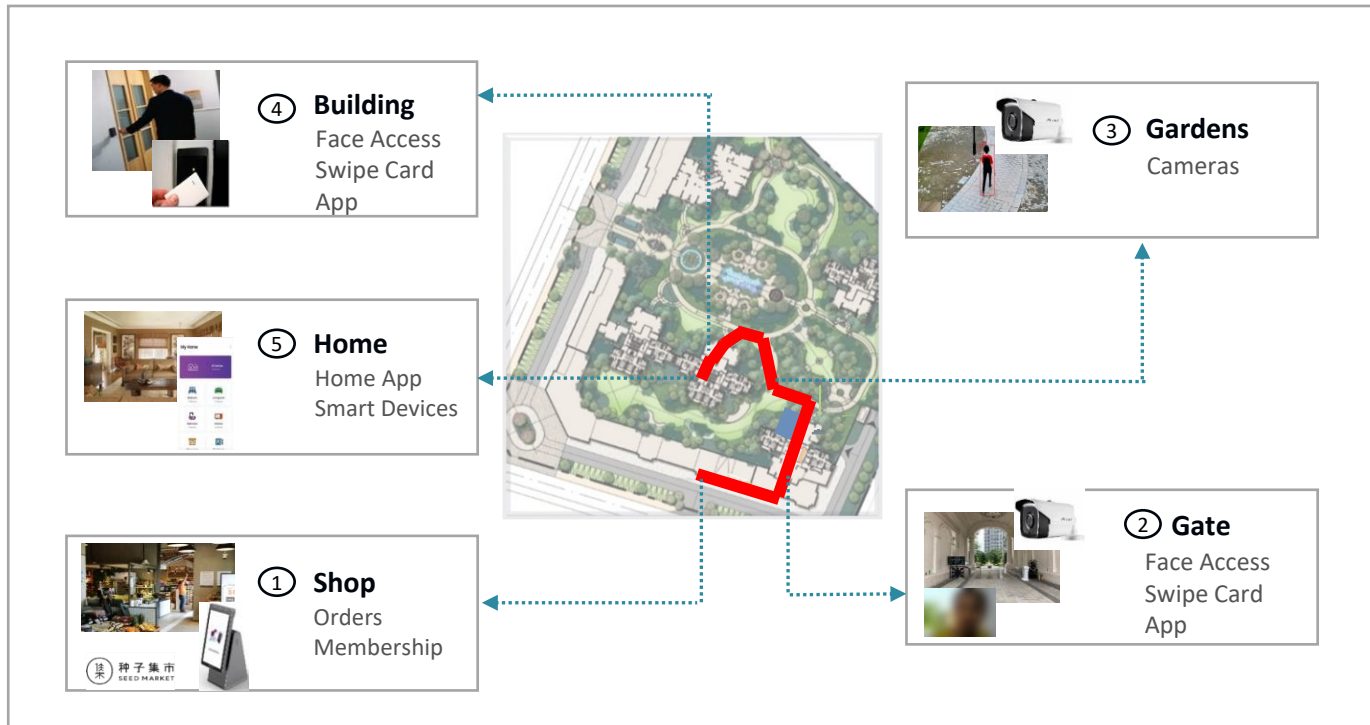 4 Building
Face Access
Swipe Card
App
3 Gardens
Cameras
My Home
5 Home
Home App
Smart Devices
1 Shop
Orders
Membership
种子集市
SEED MARKET
2 Gate
Face Access
Swipe Card
App